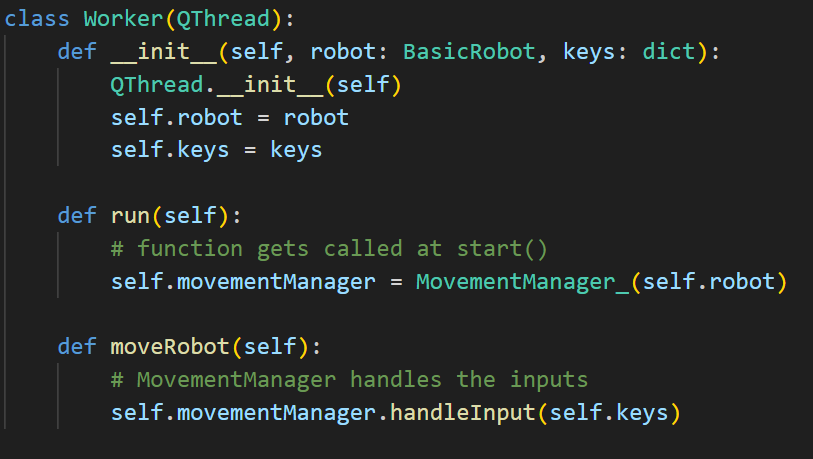 class Worker(QThread):
    def __init__(self, robot: BasicRobot, keys: dict):
        QThread.__init__(self)
        self.robot = robot
        self.keys = keys

    def run(self):
        # function gets called at start()
        self.movementManager = MovementManager_(self.robot)

    def moveRobot(self):
        # MovementManager handles the inputs
        self.movementManager.handleInput(self.keys)